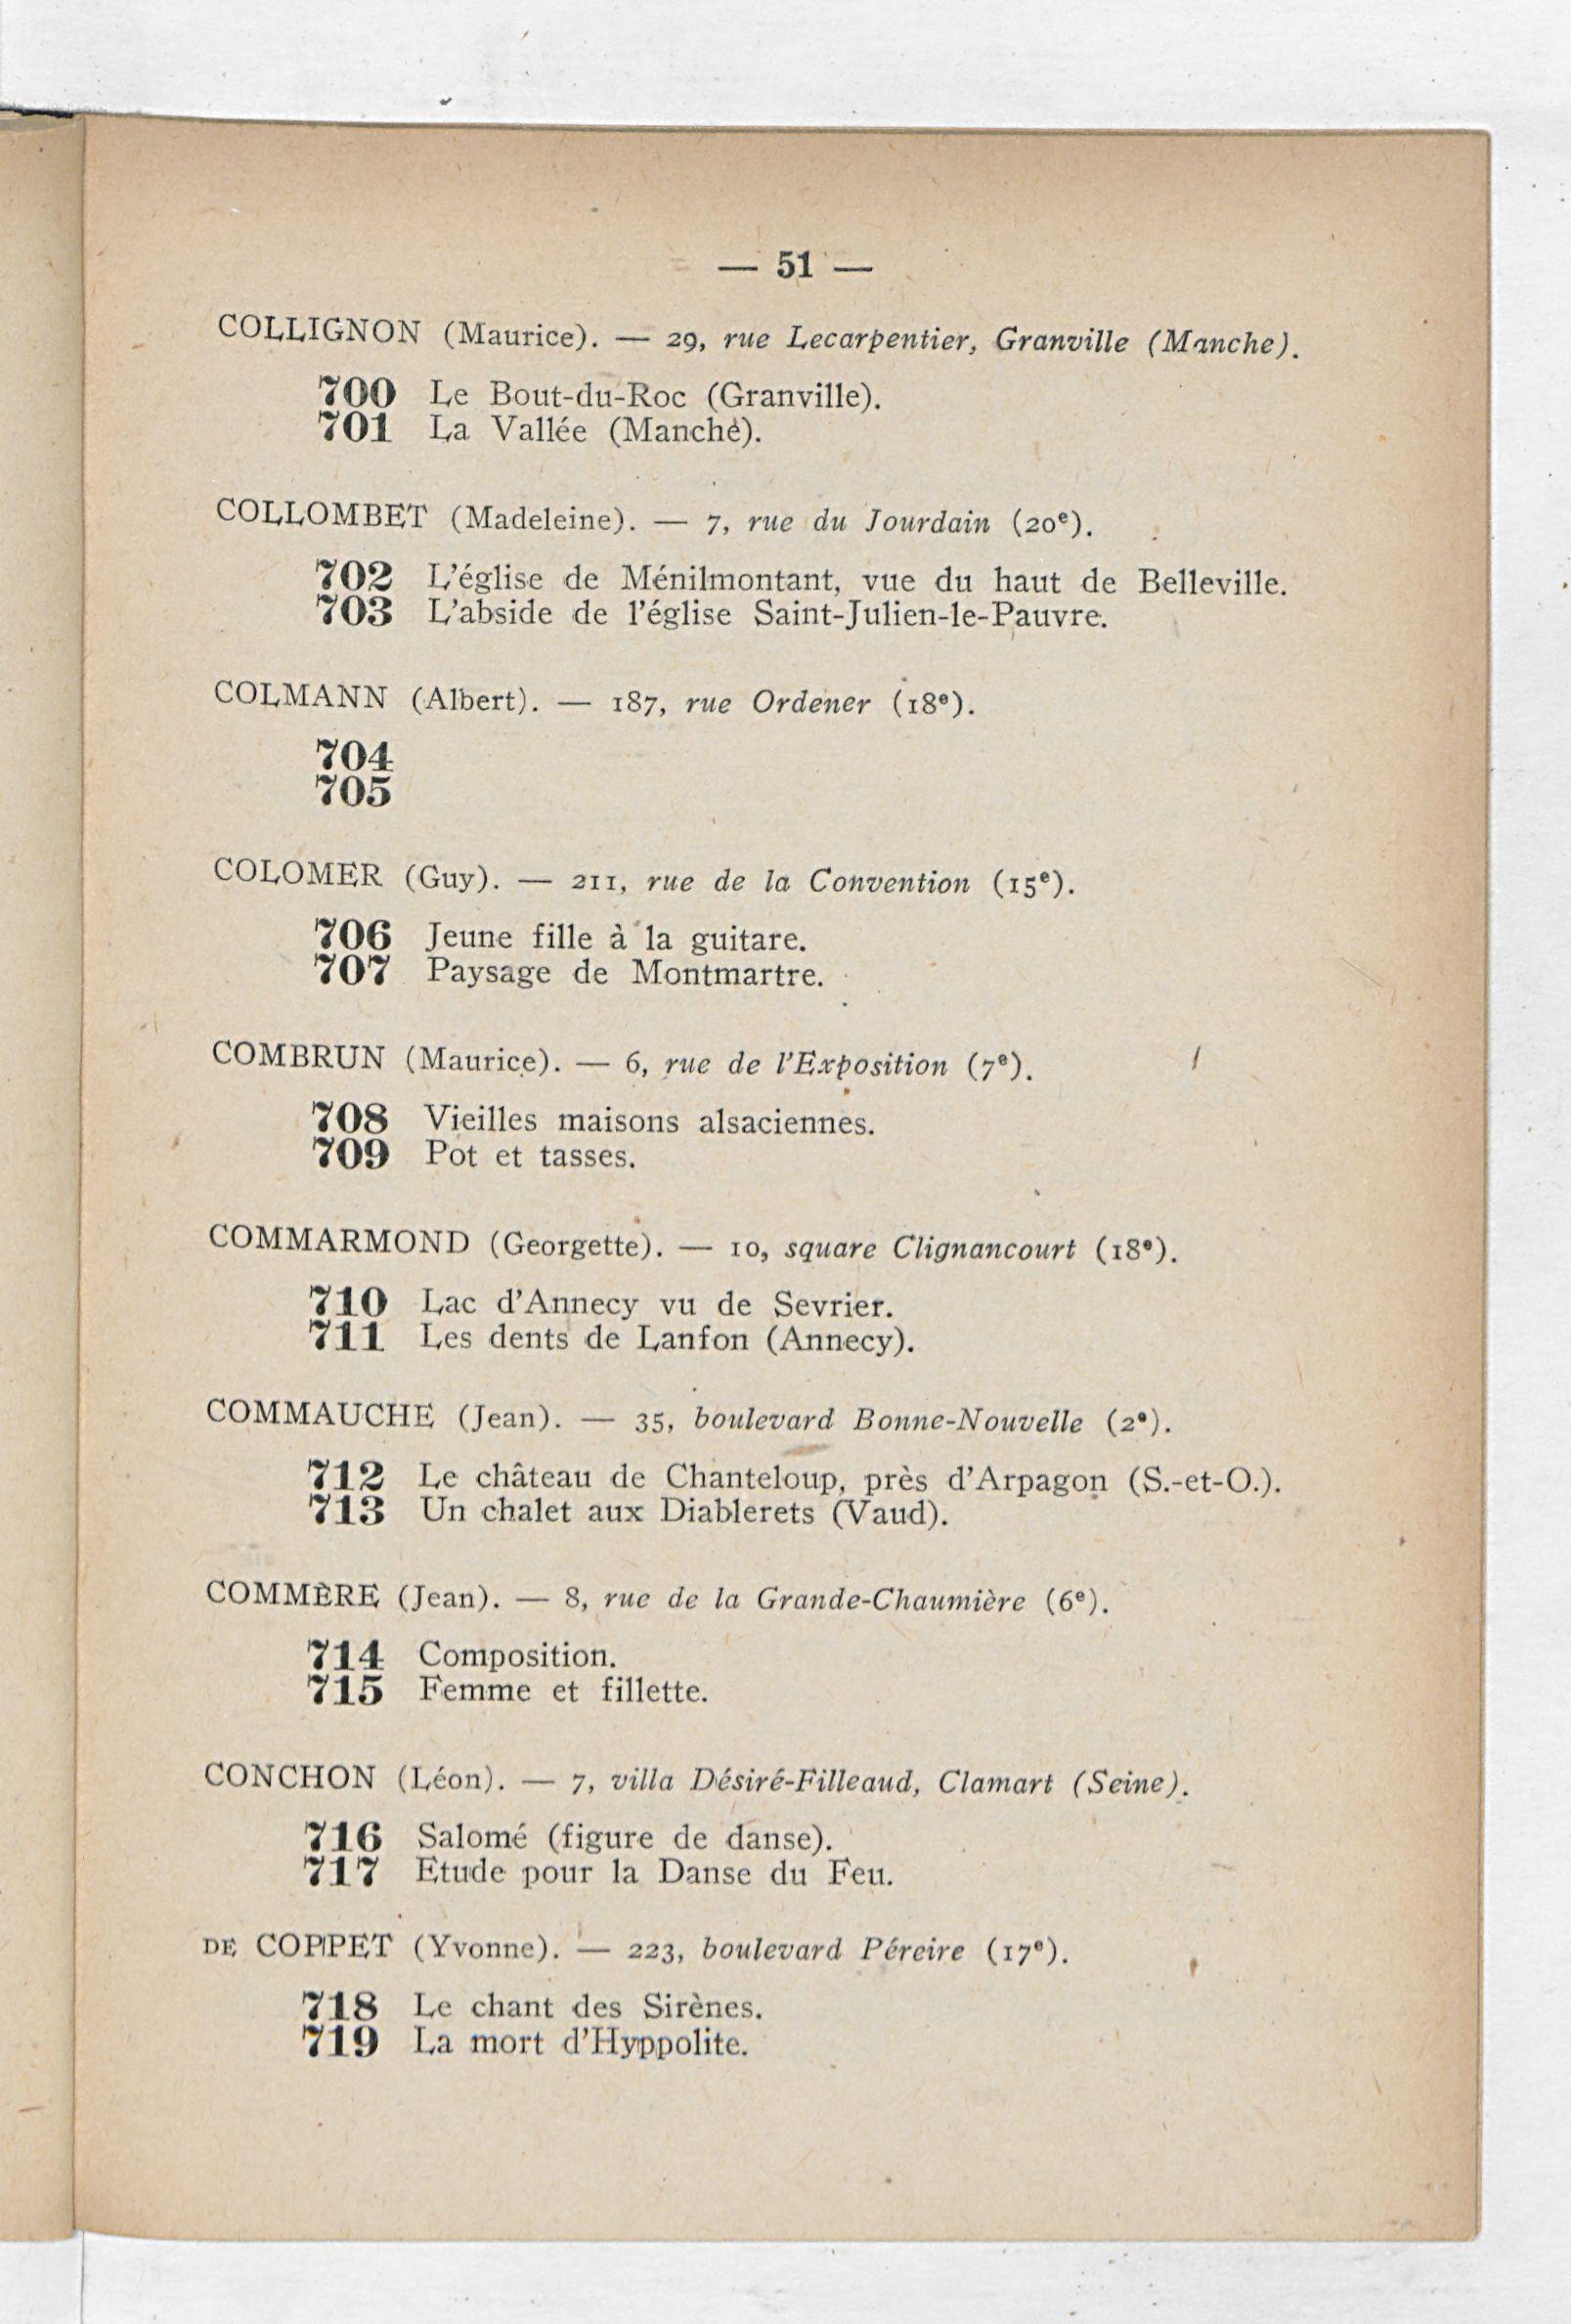 — 51 —
COLLIGNON (Maurice). — 29, rue Lecarpentier, Granville (Manche).
700 Le Bout-du-Roc (Granville).
701 La Vallée (Manche).
COLLOMBET (Madeleine). — 7, rue du Jourdain (20e).
702 L'église de Ménilmontant, vue du haut de Belleville.
703 L'abside de l'église Saint-Julien-le-Pauvre.
COLMANN (Albert). — 187, rue Ordener (18e).
704
705
COLOMER (Guy). — 211, rue de la Convention (15e).
706 Jeune fille à la guitare.
707 Paysage de Montmartre.
COMBRUN (Maurice). — 6, rue de l'Exposition (7e).
708 Vieilles maisons alsaciennes.
709 Pot et tasses.
COMMARMOND (Georgette). — 10, square Clignancourt (18e).
710 Lac d'Annecy vu de Sevrier.
711 Les dents de Lanfon (Annecy).
COMMAUCHE (Jean). — 35, boulevard Bonne-Nouvelle (2e).
712 Le château de Chanteloup, près d'Arpagon (S.-et-O.).
713 Un chalet aux Diablerets (Vaud).
COMMÈRE (Jean). — 8, rue de la Grande-Chaumière (6e).
714 Composition.
715 Femme et fillette.
CONCHON (Léon). — 7, villa Désiré-Filleaud, Clamart (Seine).
716 Salomé (figure de danse).
717 Etude pour la Danse du Feu.
DE COPPET (Yvonne). — 223, boulevard Péreire (17e).
718 Le chant des Sirènes.
719 La mort d'Hyppolite.